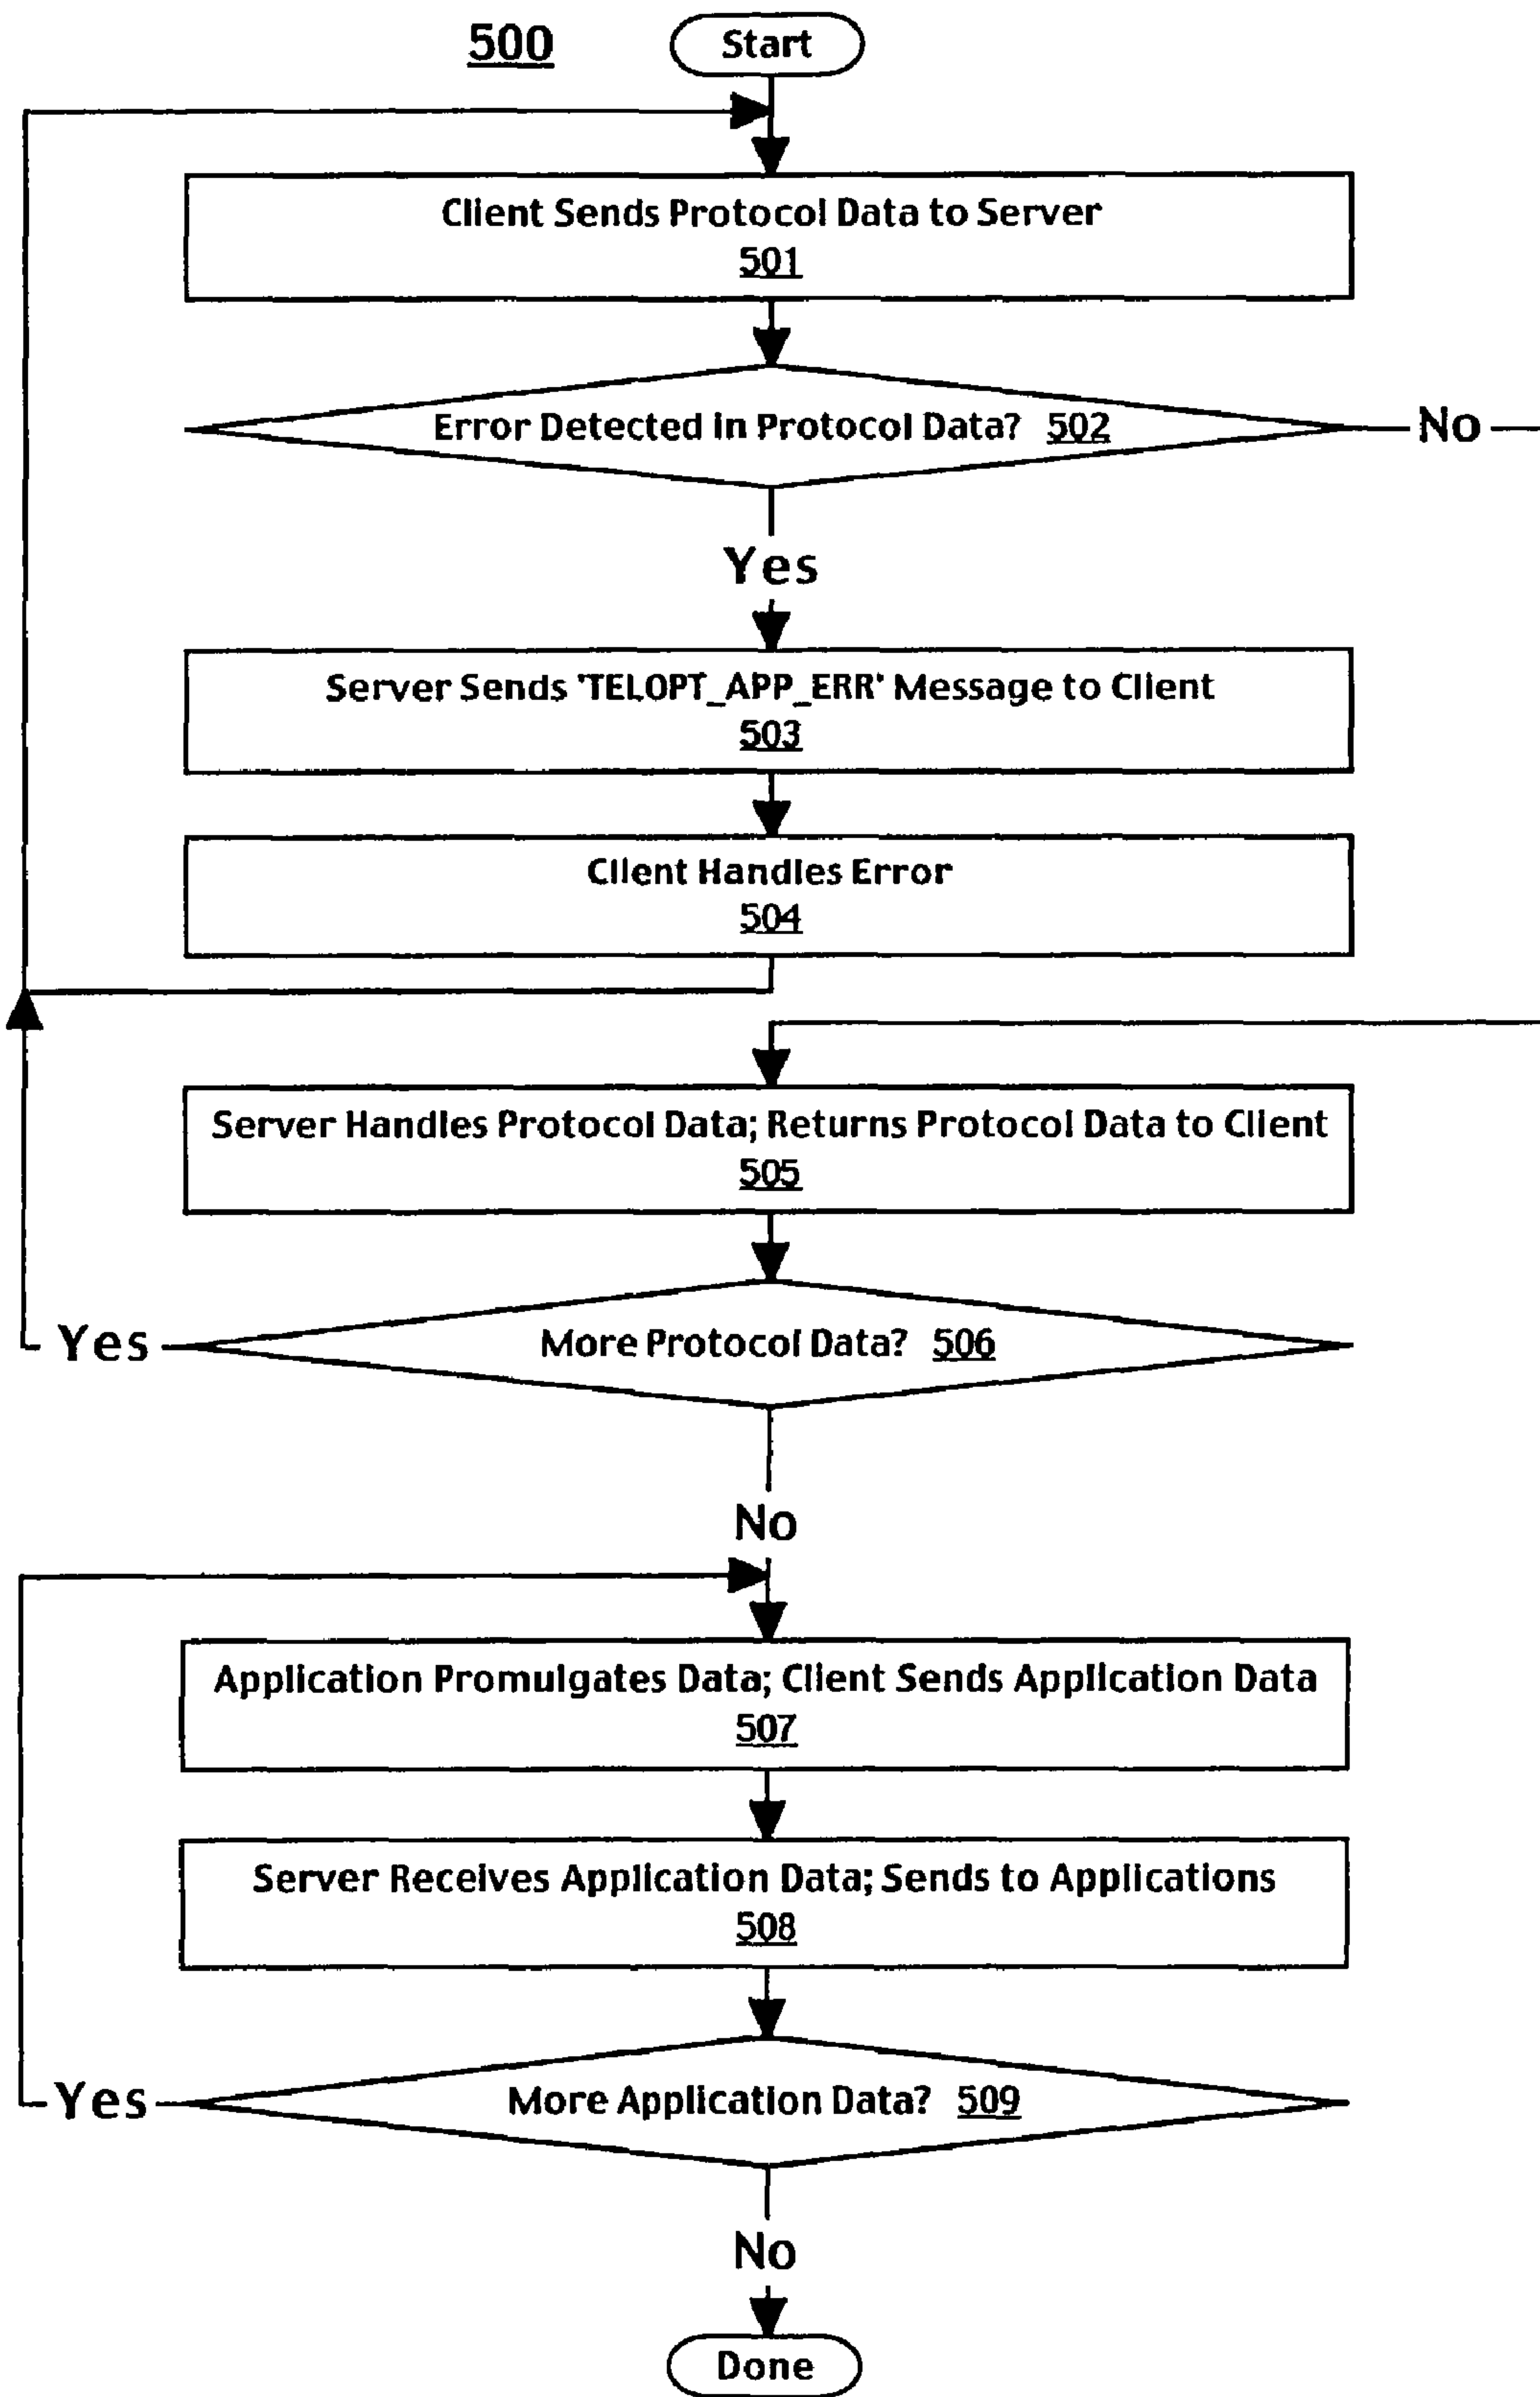 500
Start
Client Sends Protocol Data to Server
501
Error Detected in Protocol Data? 502
No
Yes
Server Sends 'TELOPT_APP_ERR' Message to Client
503
Client Handles Error
504
Server Handles Protocol Data; Returns Protocol Data to Client
505
Yes
More Protocol Data? 506
No
Application Promulgates Data; Client Sends Application Data
507
Server Receives Application Data; Sends to Applications
508
Yes
More Application Data? 509
No
Done